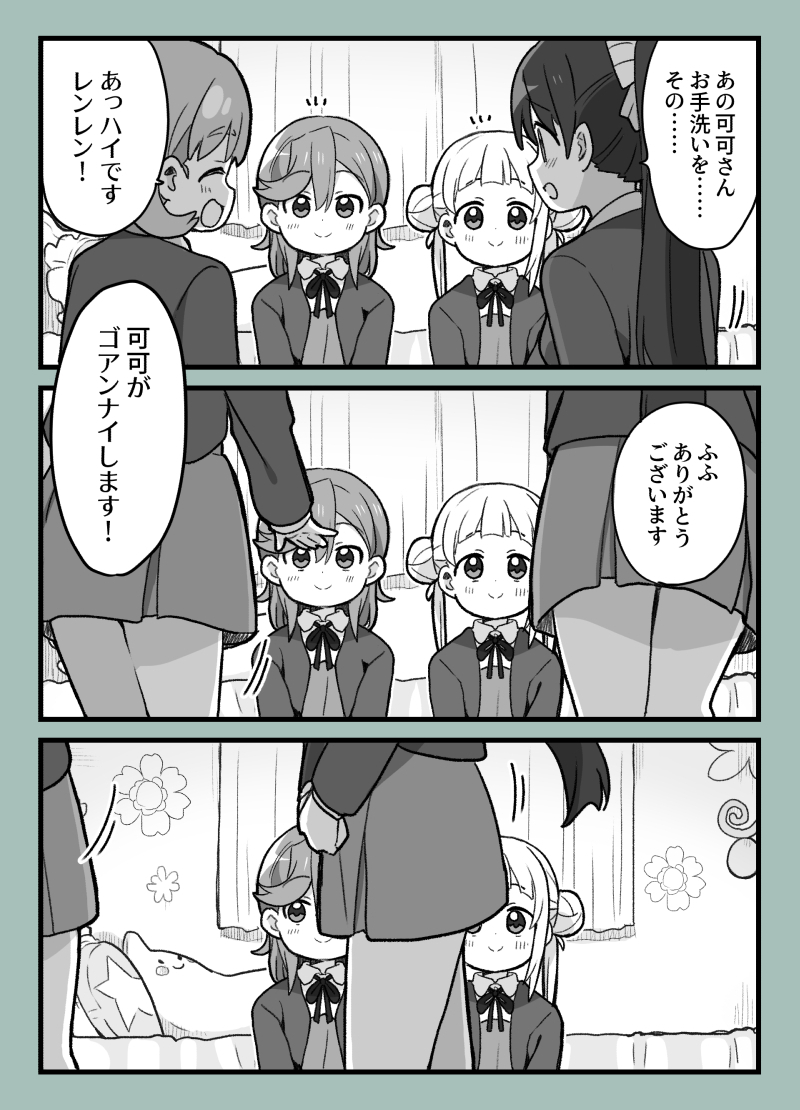 あの可可さん
お手洗いを……
その……
あっハイです
レンレン！
可可が
ゴアンナイします！
ふふ
ありがとう
ございます